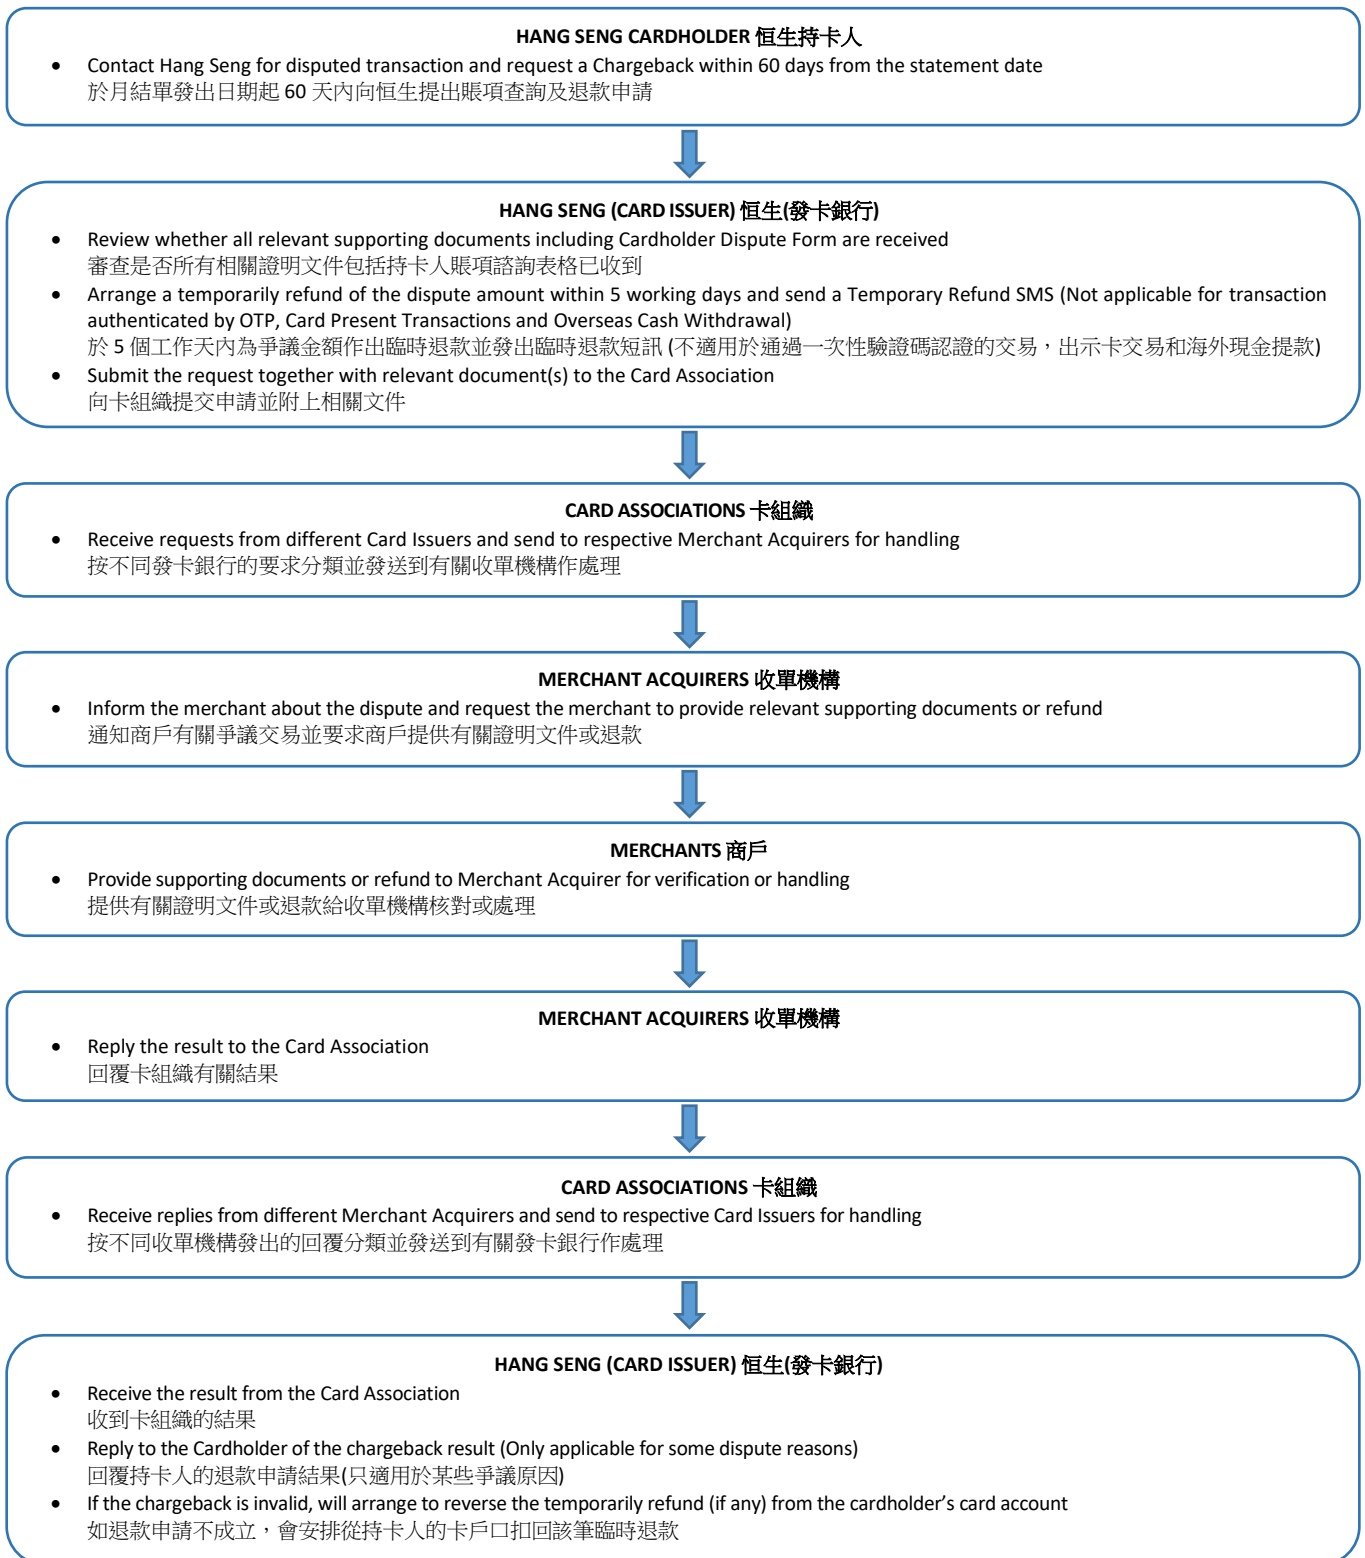 HANG SENG CARDHOLDER 恒生持卡人
• Contact Hang Seng for disputed transaction and request a Chargeback within 60 days from the statement date
於月結單發出日期起 60 天內向恒生提出賬項查詢及退款申請
HANG SENG (CARD ISSUER) 恒生(發卡銀行)
• Review whether all relevant supporting documents including Cardholder Dispute Form are received
審查是否所有相關證明文件包括持卡人賬項諮詢表格已收到
• Arrange a temporarily refund of the dispute amount within 5 working days and send a Temporary Refund SMS (Not applicable for transaction
authenticated by OTP, Card Present Transactions and Overseas Cash Withdrawal)
於 5 個工作天內為爭議金額作出臨時退款並發出臨時退款短訊 (不適用於通過一次性驗證碼認證的交易，出示卡交易和海外現金提款)
• Submit the request together with relevant document(s) to the Card Association
向卡組織提交申請並附上相關文件
CARD ASSOCIATIONS 卡組織
• Receive requests from different Card Issuers and send to respective Merchant Acquirers for handling
按不同發卡銀行的要求分類並發送到有關收單機構作處理
MERCHANT ACQUIRERS 收單機構
• Inform the merchant about the dispute and request the merchant to provide relevant supporting documents or refund
通知商戶有關爭議交易並要求商戶提供有關證明文件或退款
MERCHANTS 商戶
• Provide supporting documents or refund to Merchant Acquirer for verification or handling
提供有關證明文件或退款給收單機構核對或處理
MERCHANT ACQUIRERS 收單機構
• Reply the result to the Card Association
回覆卡組織有關結果
CARD ASSOCIATIONS 卡組織
• Receive replies from different Merchant Acquirers and send to respective Card Issuers for handling
按不同收單機構發出的回覆分類並發送到有關發卡銀行作處理
HANG SENG (CARD ISSUER) 恒生(發卡銀行)
• Receive the result from the Card Association
收到卡組織的結果
• Reply to the Cardholder of the chargeback result (Only applicable for some dispute reasons)
回覆持卡人的退款申請結果(只適用於某些爭議原因)
• If the chargeback is invalid, will arrange to reverse the temporarily refund (if any) from the cardholder’s card account
如退款申請不成立，會安排從持卡人的卡戶口扣回該筆臨時退款